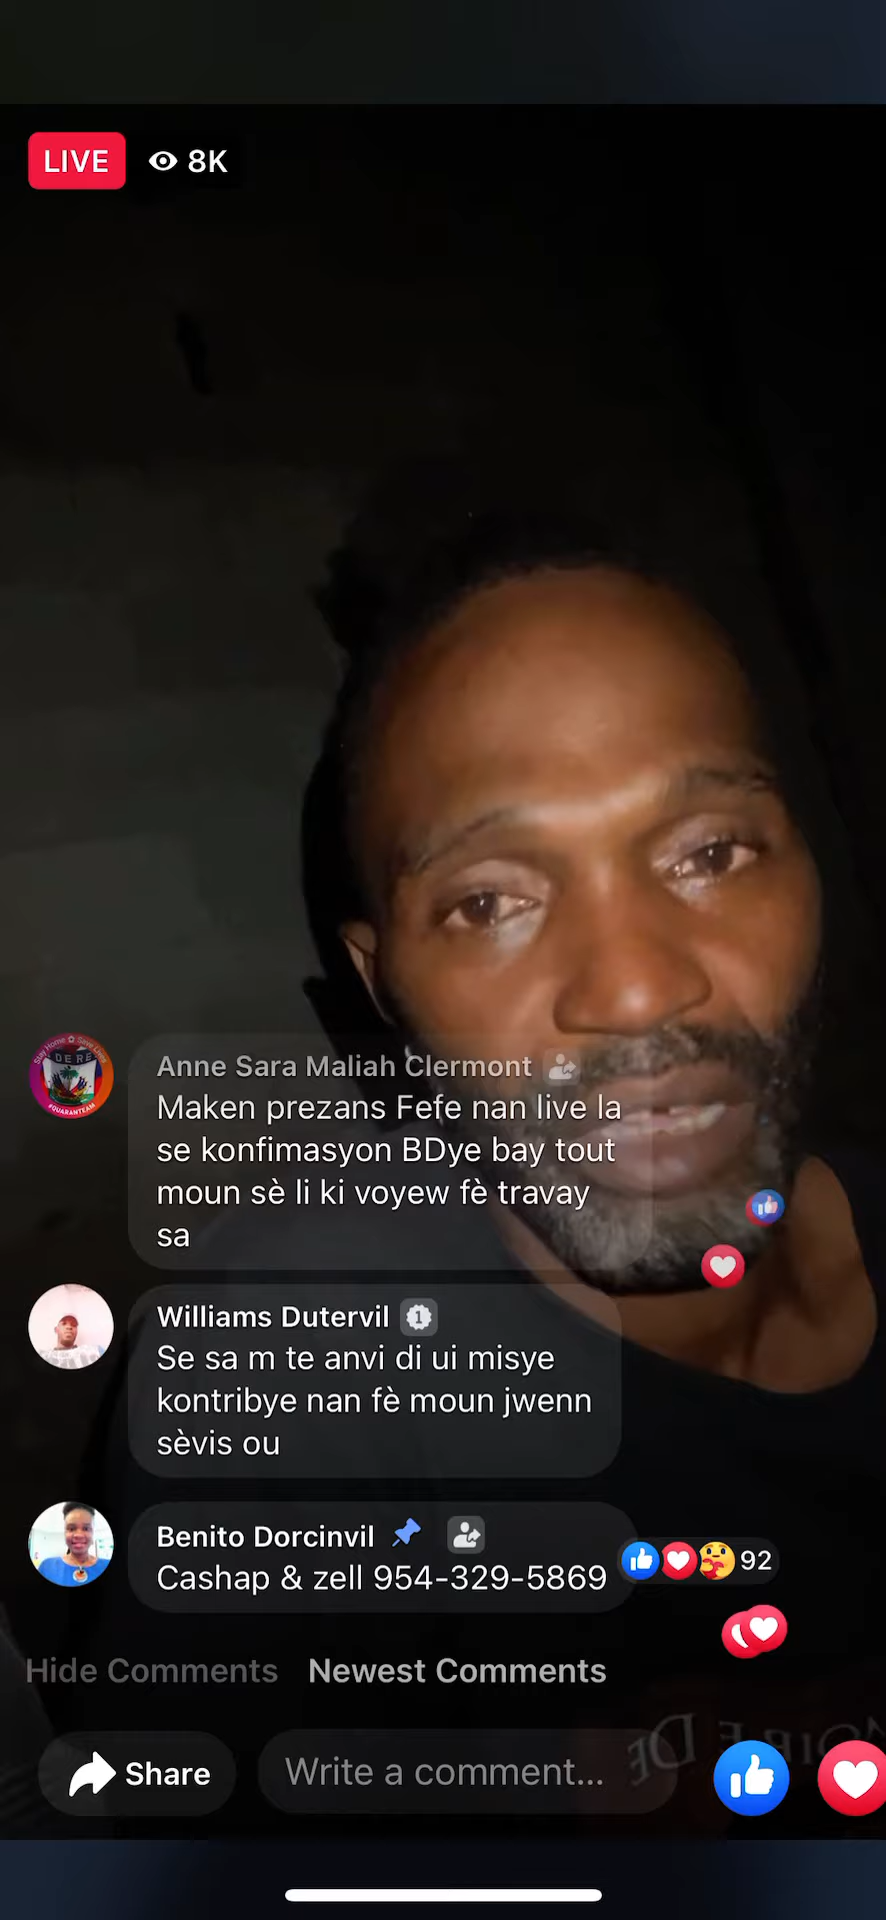 LIVE 8K
Anne Sara Maliah Clermont
Maken prezans Fefe nan live la
se konfimasyon BDye bay tout
moun sè li ki voyew fè travay
sa
Williams Dutervil 1
Se sa m te anvi di ui misye
kontribye nan fè moun jwenn
sèvis ou
Benito Dorcinvil
Cashap & zell 954-329-5869
92
Hide Comments Newest Comments
Share
Write a comment...